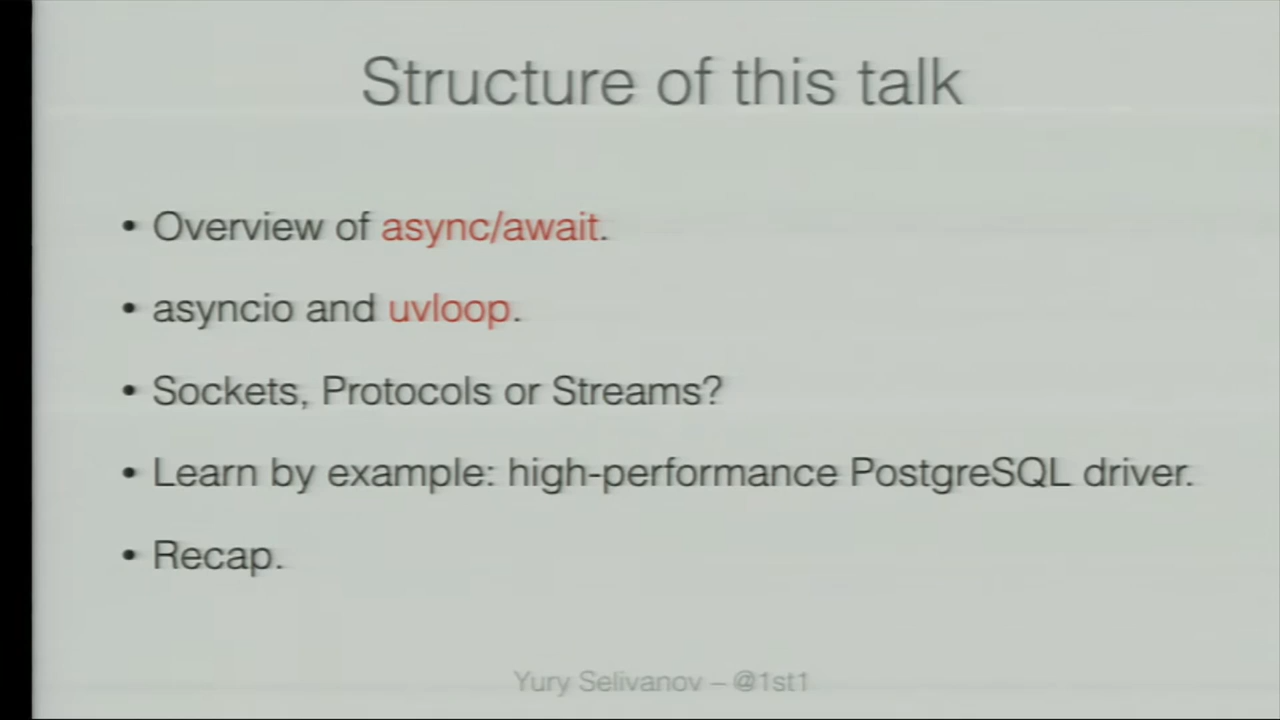 Structure of this talk
• Overview of async/await.
• asyncio and uvloop.
• Sockets, Protocols or Streams?
• Learn by example: high-performance PostgreSQL driver.
• Recap.
Yury Selivanov – @1st1